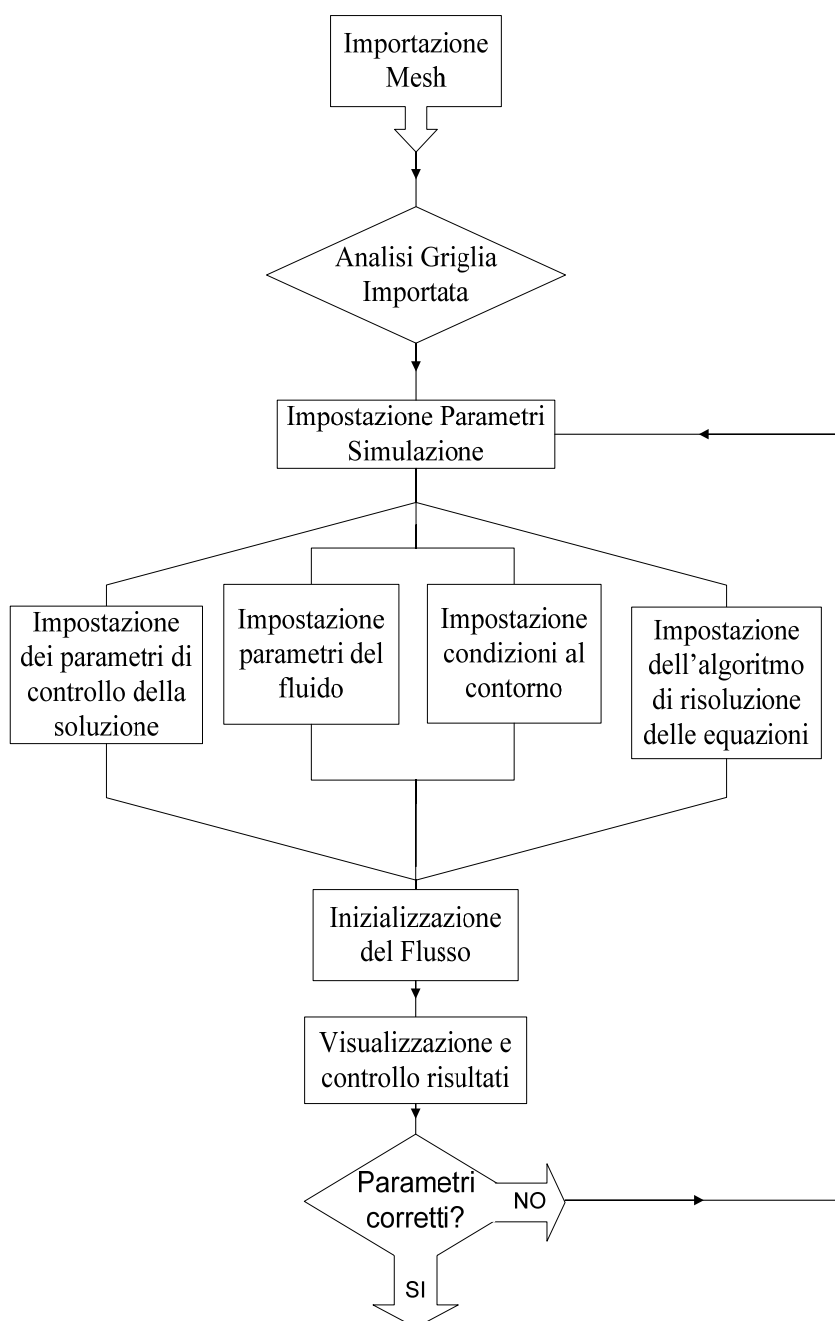 Importazione
Mesh
Analisi Griglia
Importata
Impostazione Parametri
Simulazione
Impostazione
dei parametri di
controllo della
soluzione
Impostazione
parametri del
fluido
Impostazione
condizioni al
contorno
Impostazione
dell'algoritmo
di risoluzione
delle equazioni
Inizializzazione
del Flusso
Visualizzazione e
controllo risultati
Parametri
corretti?
NO
SI